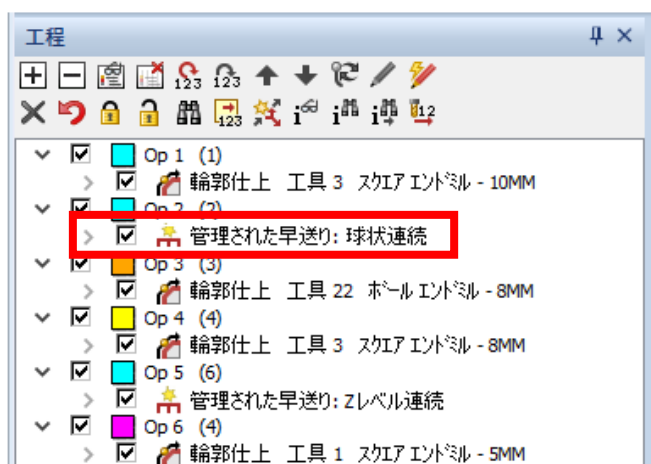 工程
Op 1 (1)
輪郭仕上 工具 3 スクエア エンドミル - 10MM
Op 2 (2)
管理された早送り: 球状連続
Op 3 (3)
輪郭仕上 工具 22 ボール エンドミル - 8MM
Op 4 (4)
輪郭仕上 工具 3 スクエア エンドミル - 8MM
Op 5 (6)
管理された早送り: Zレベル連続
Op 6 (4)
輪郭仕上 工具 1 スクエア エンドミル - 5MM